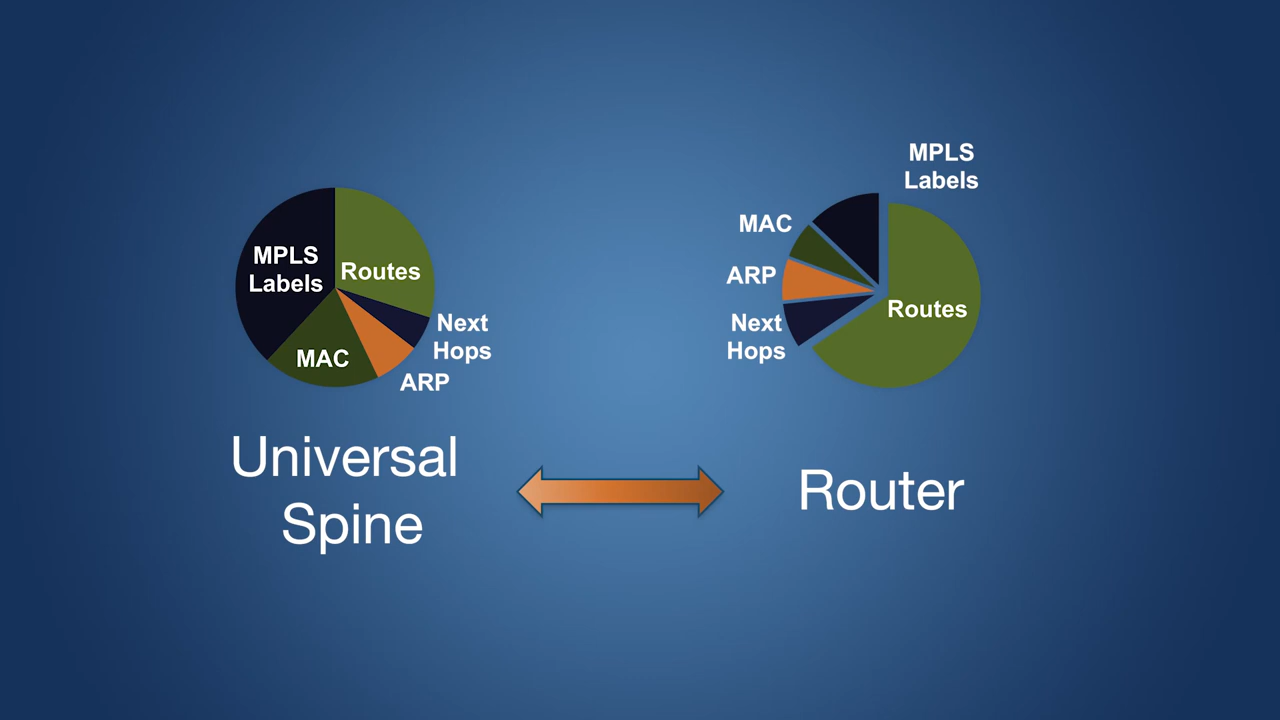 MPLS
Labels
Routes
Next
Hops
MAC
ARP
Universal
Spine
MPLS
Labels
MAC
ARP
Next
Hops
Routes
Router